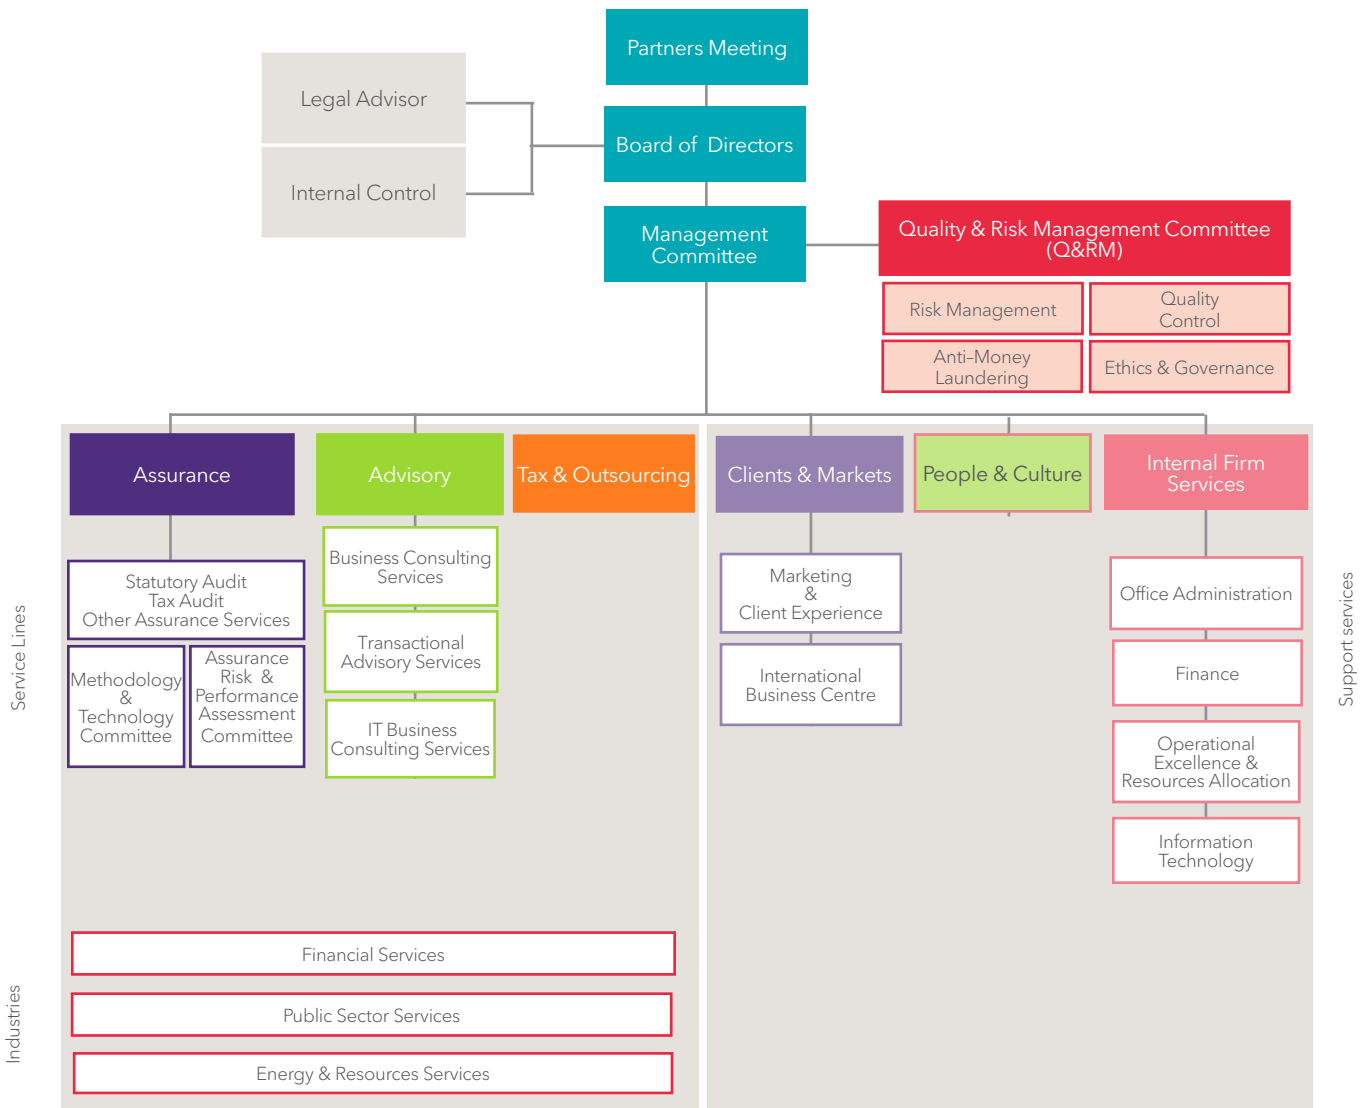 Partners Meeting
Legal Advisor
Board of Directors
Internal Control
Management
Committee
Quality & Risk Management Committee
(Q&RM)
Risk Management
Quality
Control
Anti-Money
Laundering
Ethics & Governance
Assurance
Advisory
Tax & Outsourcing
Clients & Markets
People & Culture
Internal Firm
Services
Statutory Audit
Tax Audit
Other Assurance Services
Methodology
&
Technology
Committee
Assurance
Risk &
Performance
Assessment
Committee
Business Consulting
Services
Transactional
Advisory Services
IT Business
Consulting Services
Marketing
&
Client Experience
International
Business Centre
Office Administration
Finance
Operational
Excellence &
Resources Allocation
Information
Technology
Service Lines
Support services
Financial Services
Public Sector Services
Energy & Resources Services
Industries